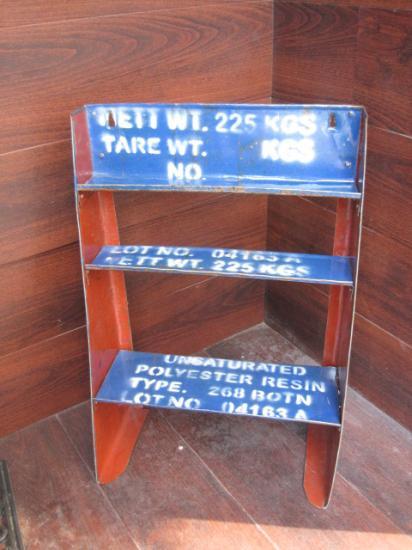 NETT WT. 225 KGS
TARE WT. KGS
NO.
LOT NO. 04163 A
NETT WT. 225 KGS
UNSATURATED
POLYESTER RESIN
TYPE. 268 BQTN
LOT NO. 04163 A